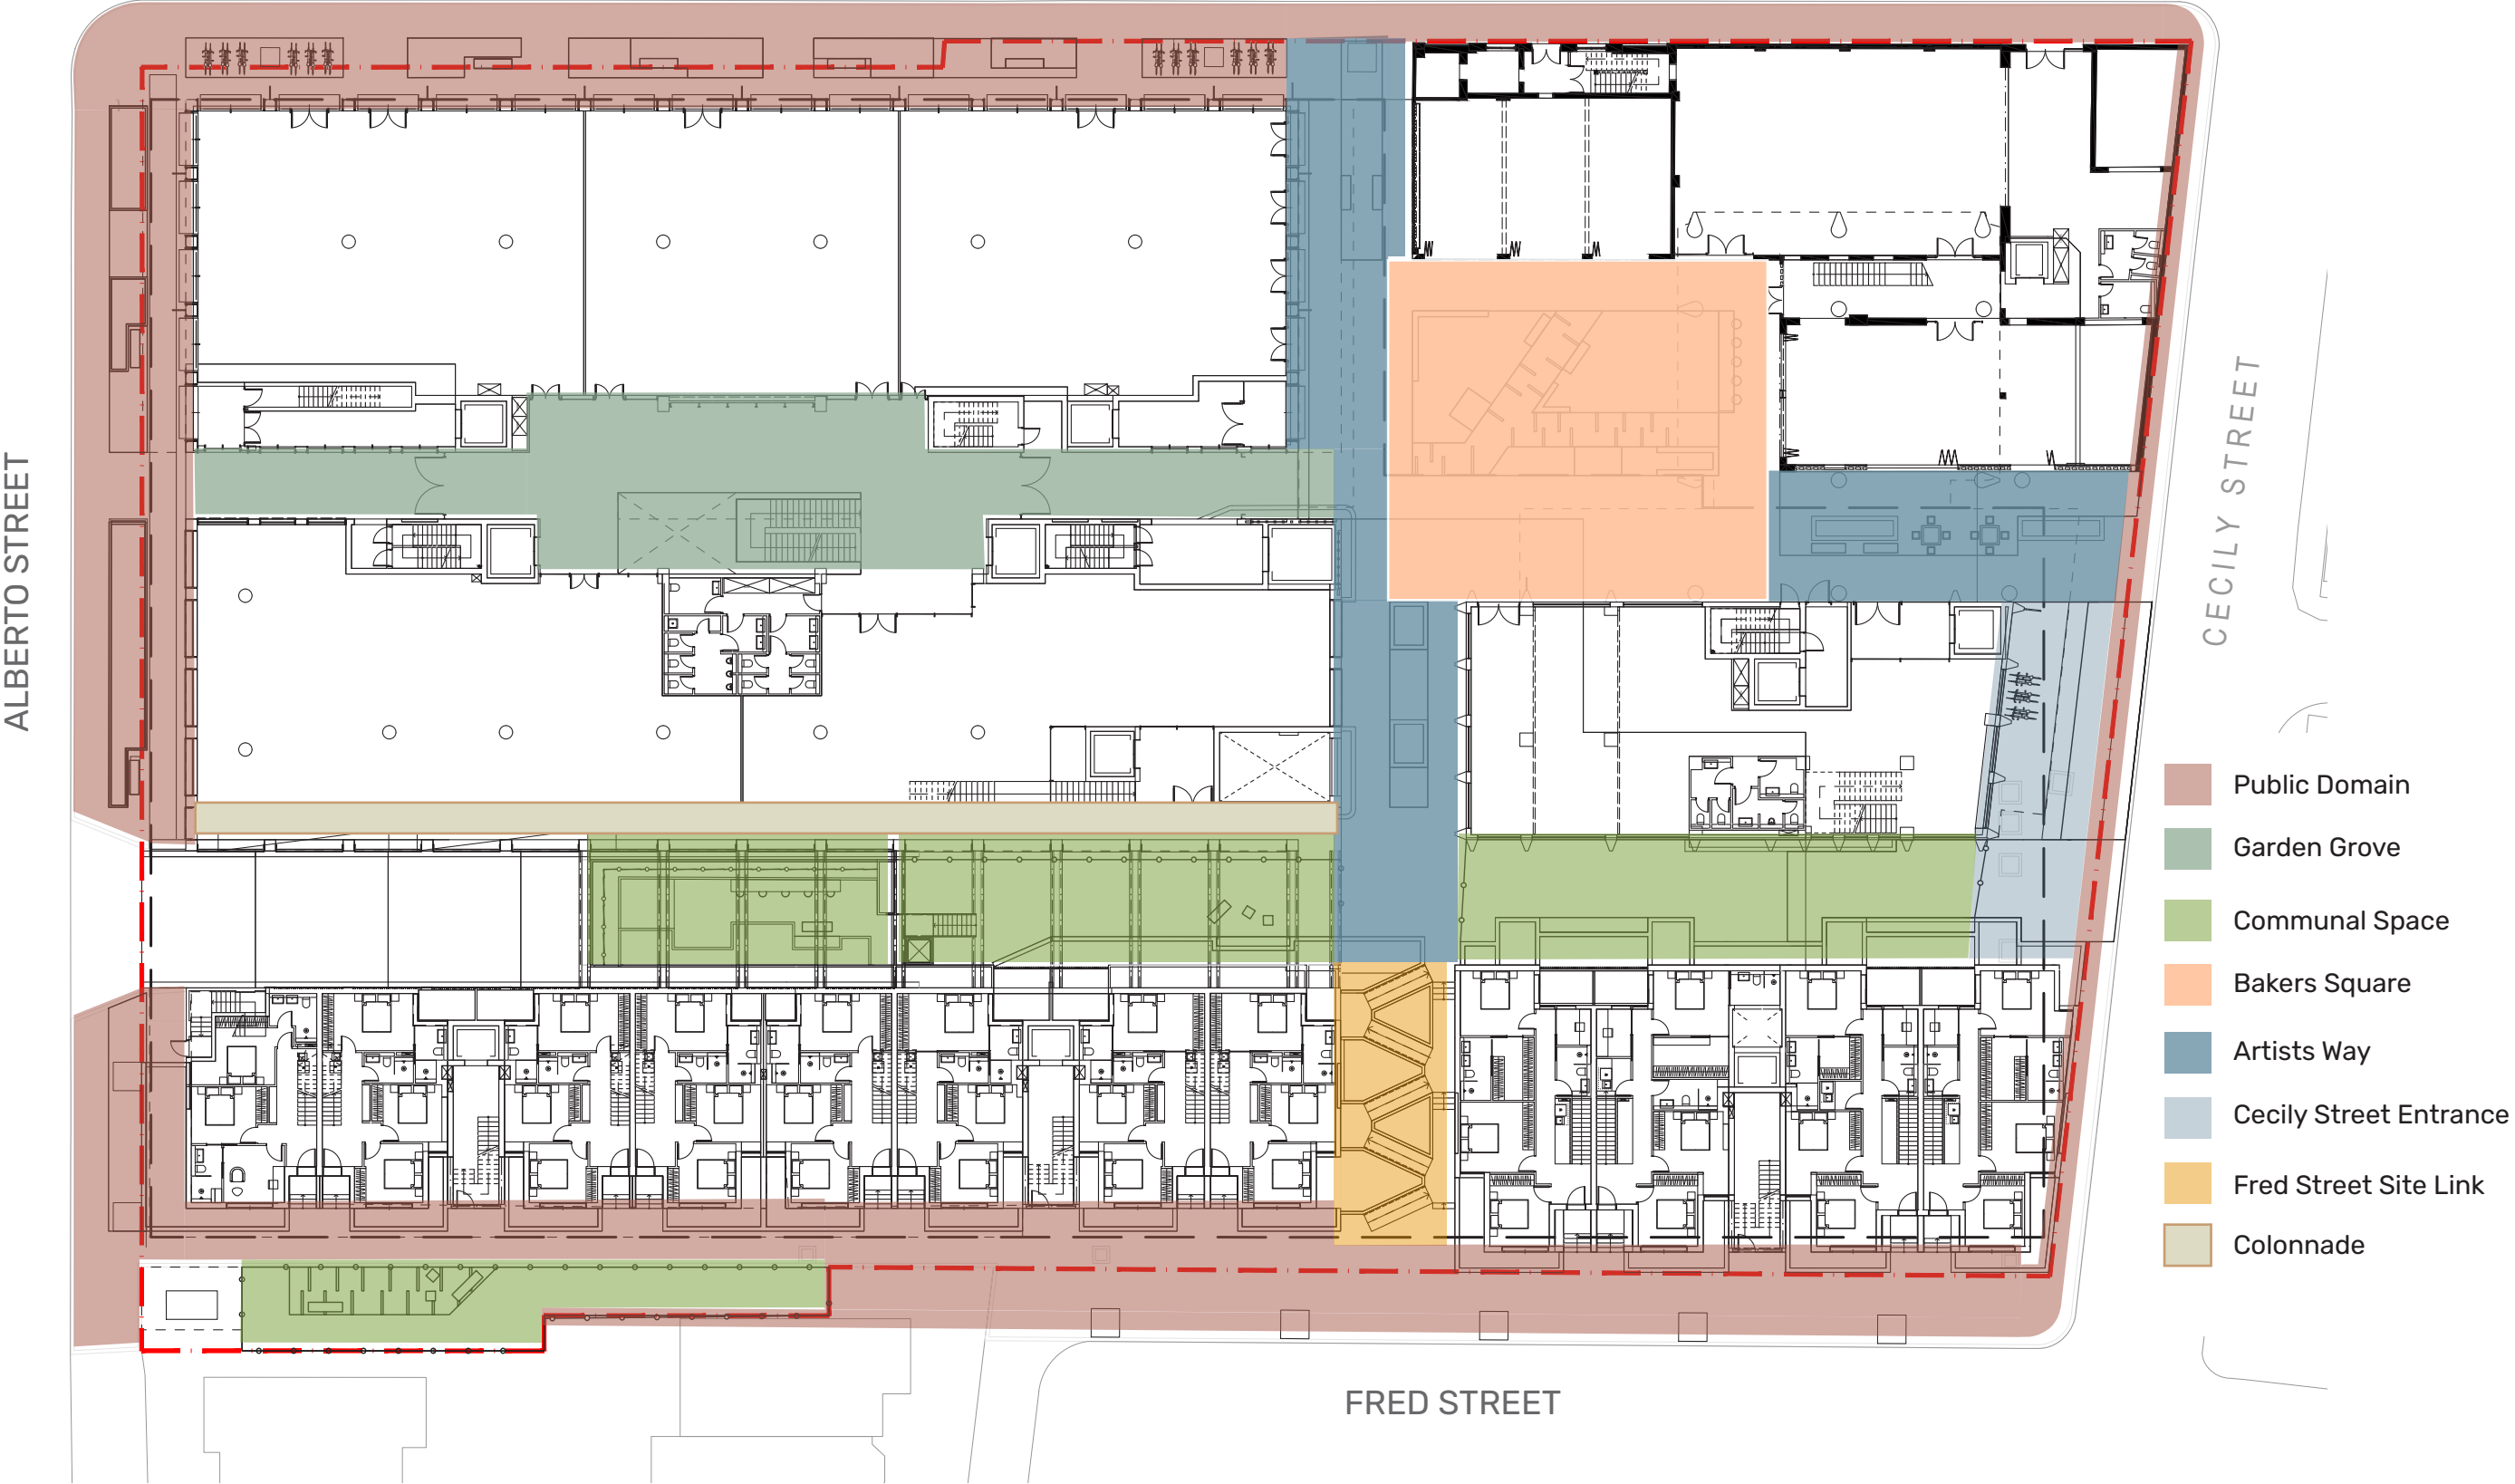 ALBERTO STREET
CECILY STREET
Public Domain
Garden Grove
Communal Space
Bakers Square
Artists Way
Cecily Street Entrance
Fred Street Site Link
Colonnade
FRED STREET